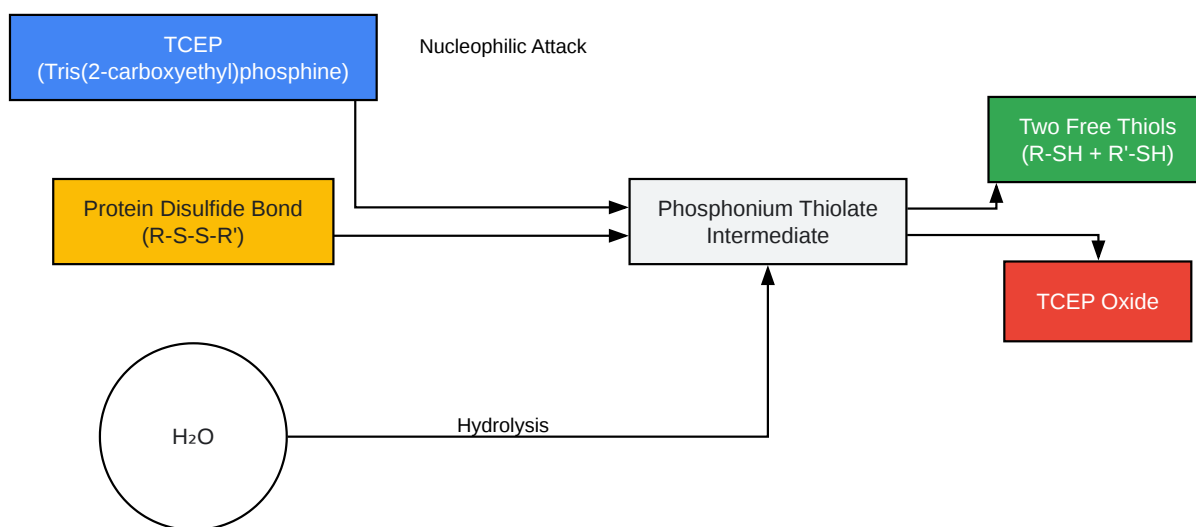 TCEP
(Tris(2-carboxyethyl)phosphine)
Nucleophilic Attack
Two Free Thiols
(R-SH + R'-SH)
Protein Disulfide Bond
(R-S-S-R')
Phosphonium Thiolate
Intermediate
TCEP Oxide
H₂O
Hydrolysis